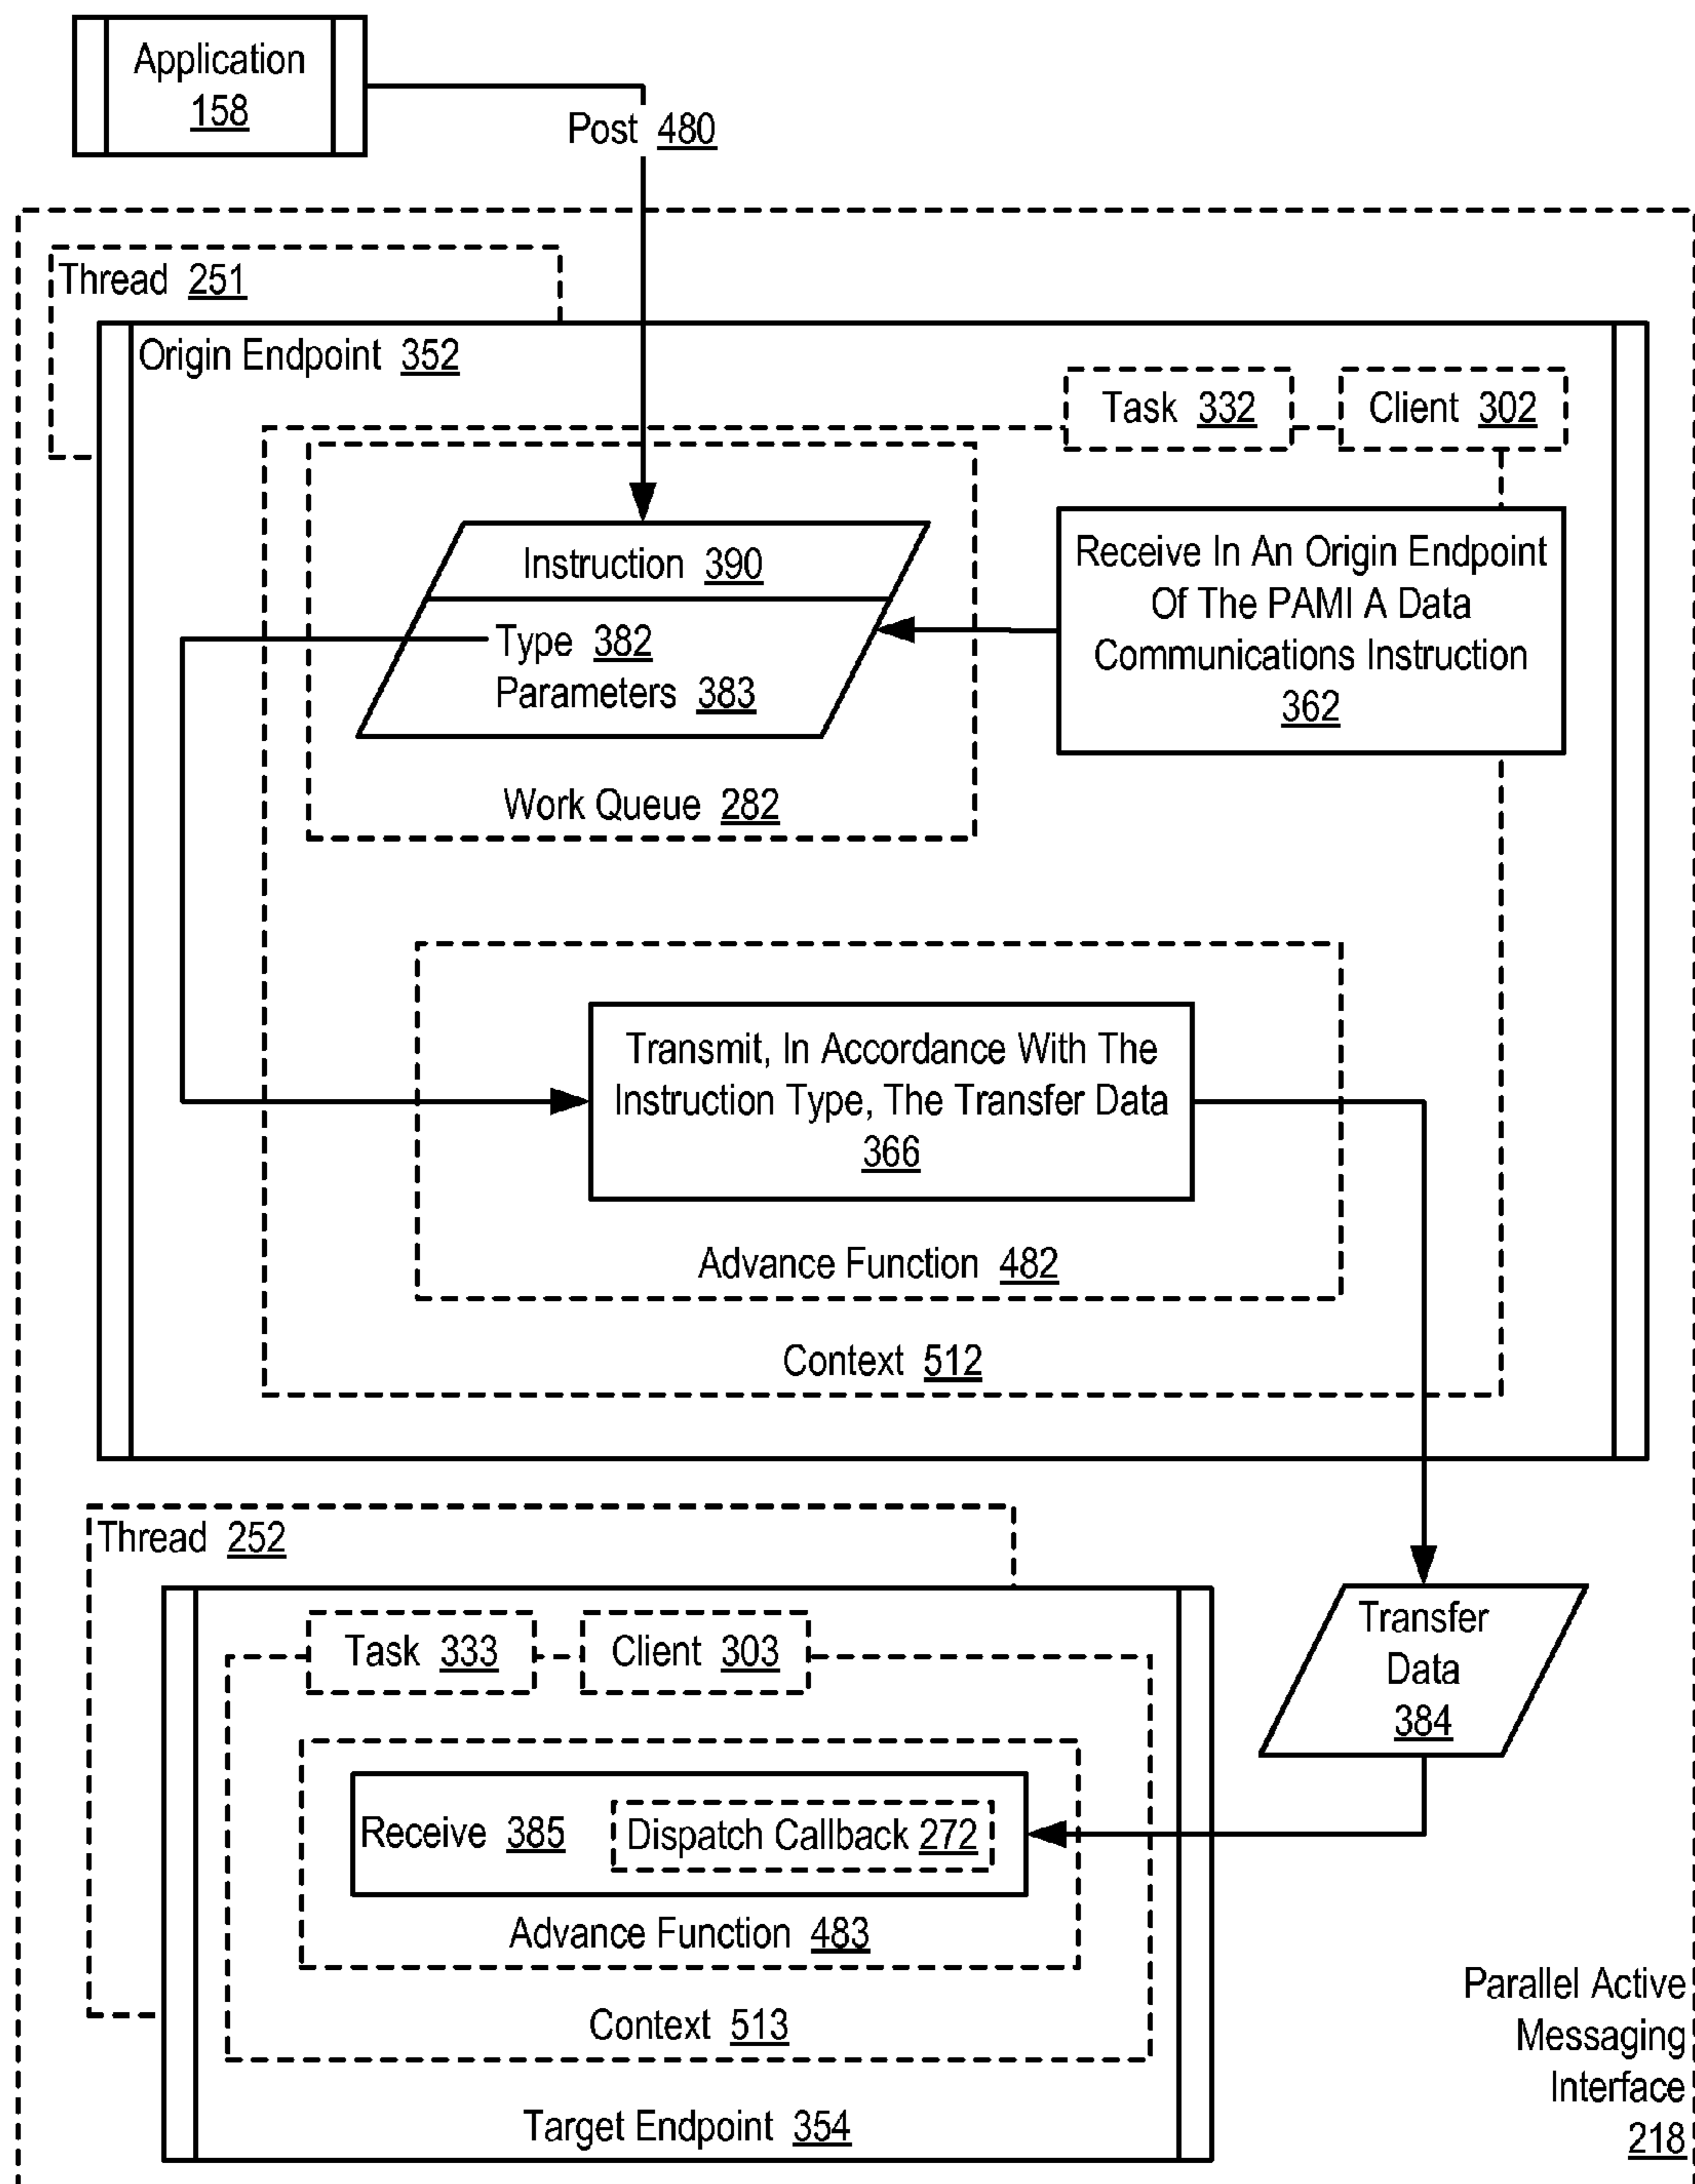 Application
158
Post 480
Thread 251
Origin Endpoint 352
Task 332
Client 302
Instruction 390
Type 382
Parameters 383
Work Queue 282
Receive In An Origin Endpoint
Of The PAMI A Data
Communications Instruction
362
Transmit, In Accordance With The
Instruction Type, The Transfer Data
366
Advance Function 482
Context 512
Thread 252
Task 333
Client 303
Receive 385
Dispatch Callback 272
Advance Function 483
Context 513
Target Endpoint 354
Transfer
Data
384
Parallel Active
Messaging
Interface
218